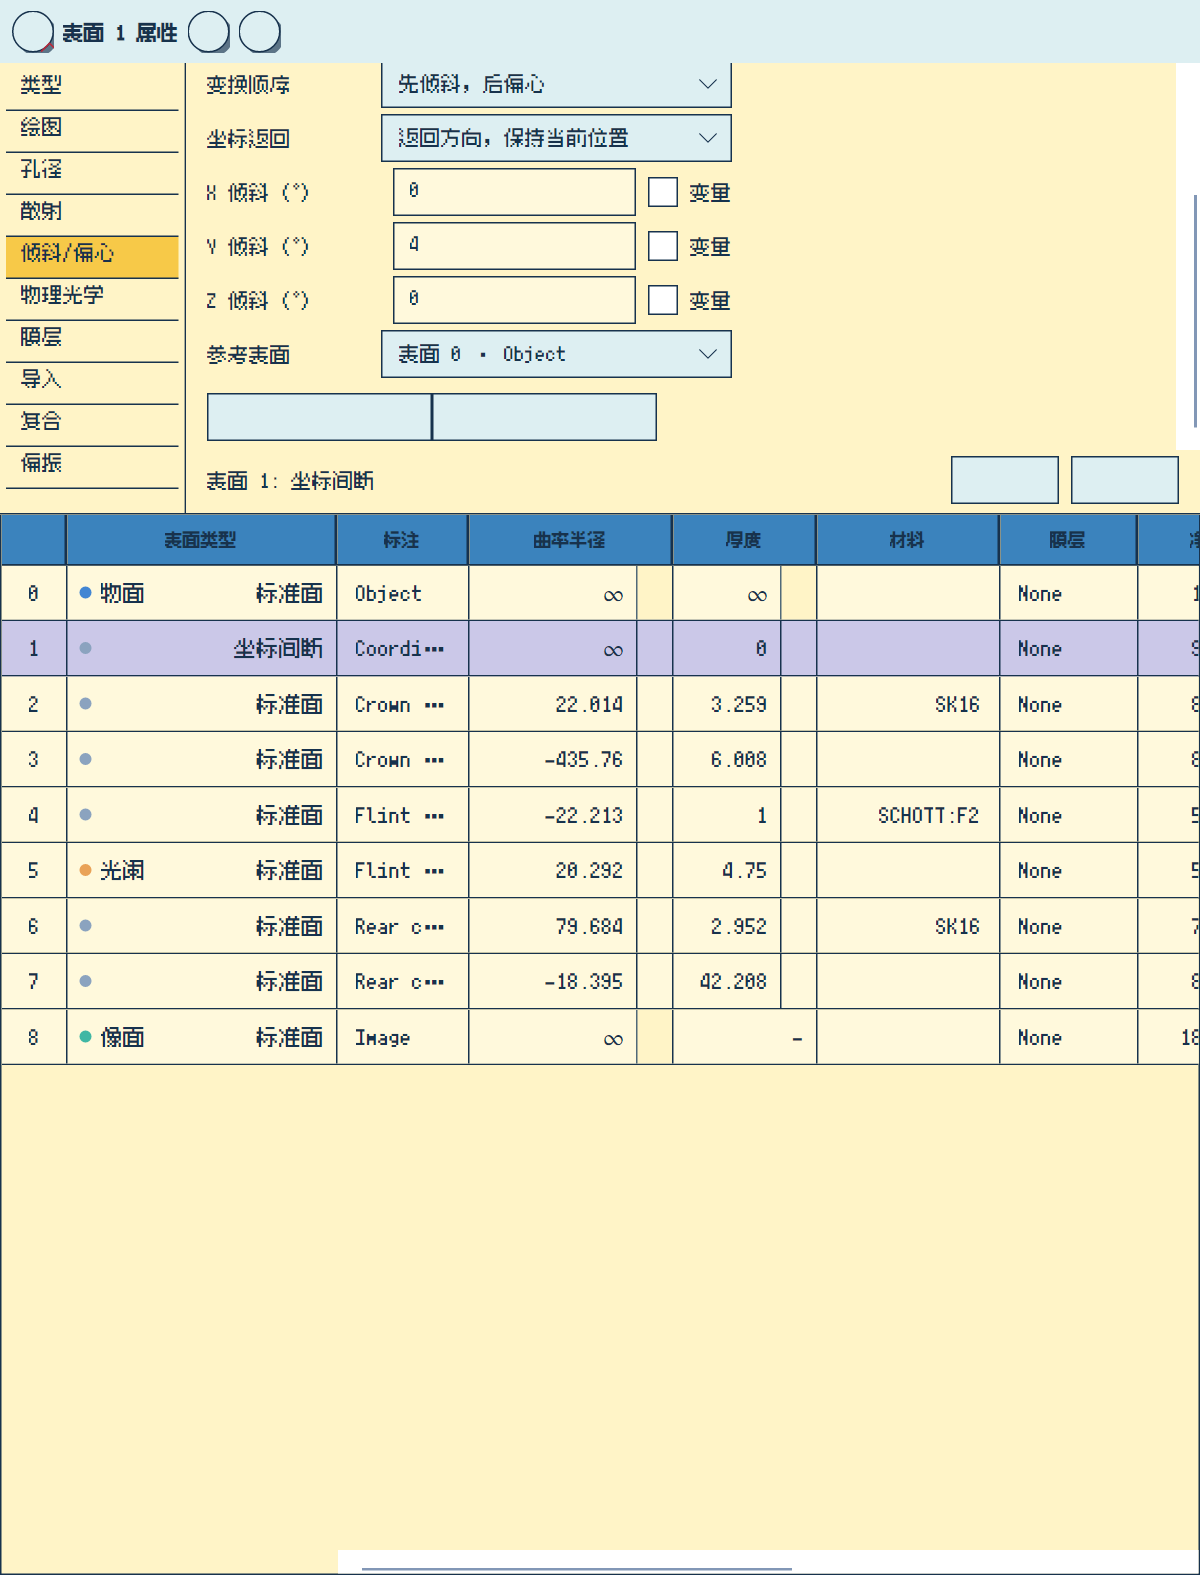 表面 1 属性
类型
绘图
孔径
散射
倾斜/偏心
物理光学
膜层
导入
复合
偏振
变换顺序 先倾斜，后偏心
坐标返回 返回方向，保持当前位置
X 倾斜 (°) 0 变量
Y 倾斜 (°) 4 变量
Z 倾斜 (°) 0 变量
参考表面 表面 0 · Object
表面 1: 坐标间断
表面类型 标注 曲率半径 厚度 材料 膜层
0 物面 标准面 Object ∞ ∞ None
1 坐标间断 Coordi… ∞ 0 None
2 标准面 Crown … 22.014 3.259 SK16 None
3 标准面 Crown … -435.76 6.008 None
4 标准面 Flint … -22.213 1 SCHOTT:F2 None
5 光阑 标准面 Flint … 20.292 4.75 None
6 标准面 Rear c… 79.684 2.952 SK16 None
7 标准面 Rear c… -18.395 42.208 None
8 像面 标准面 Image ∞ - None